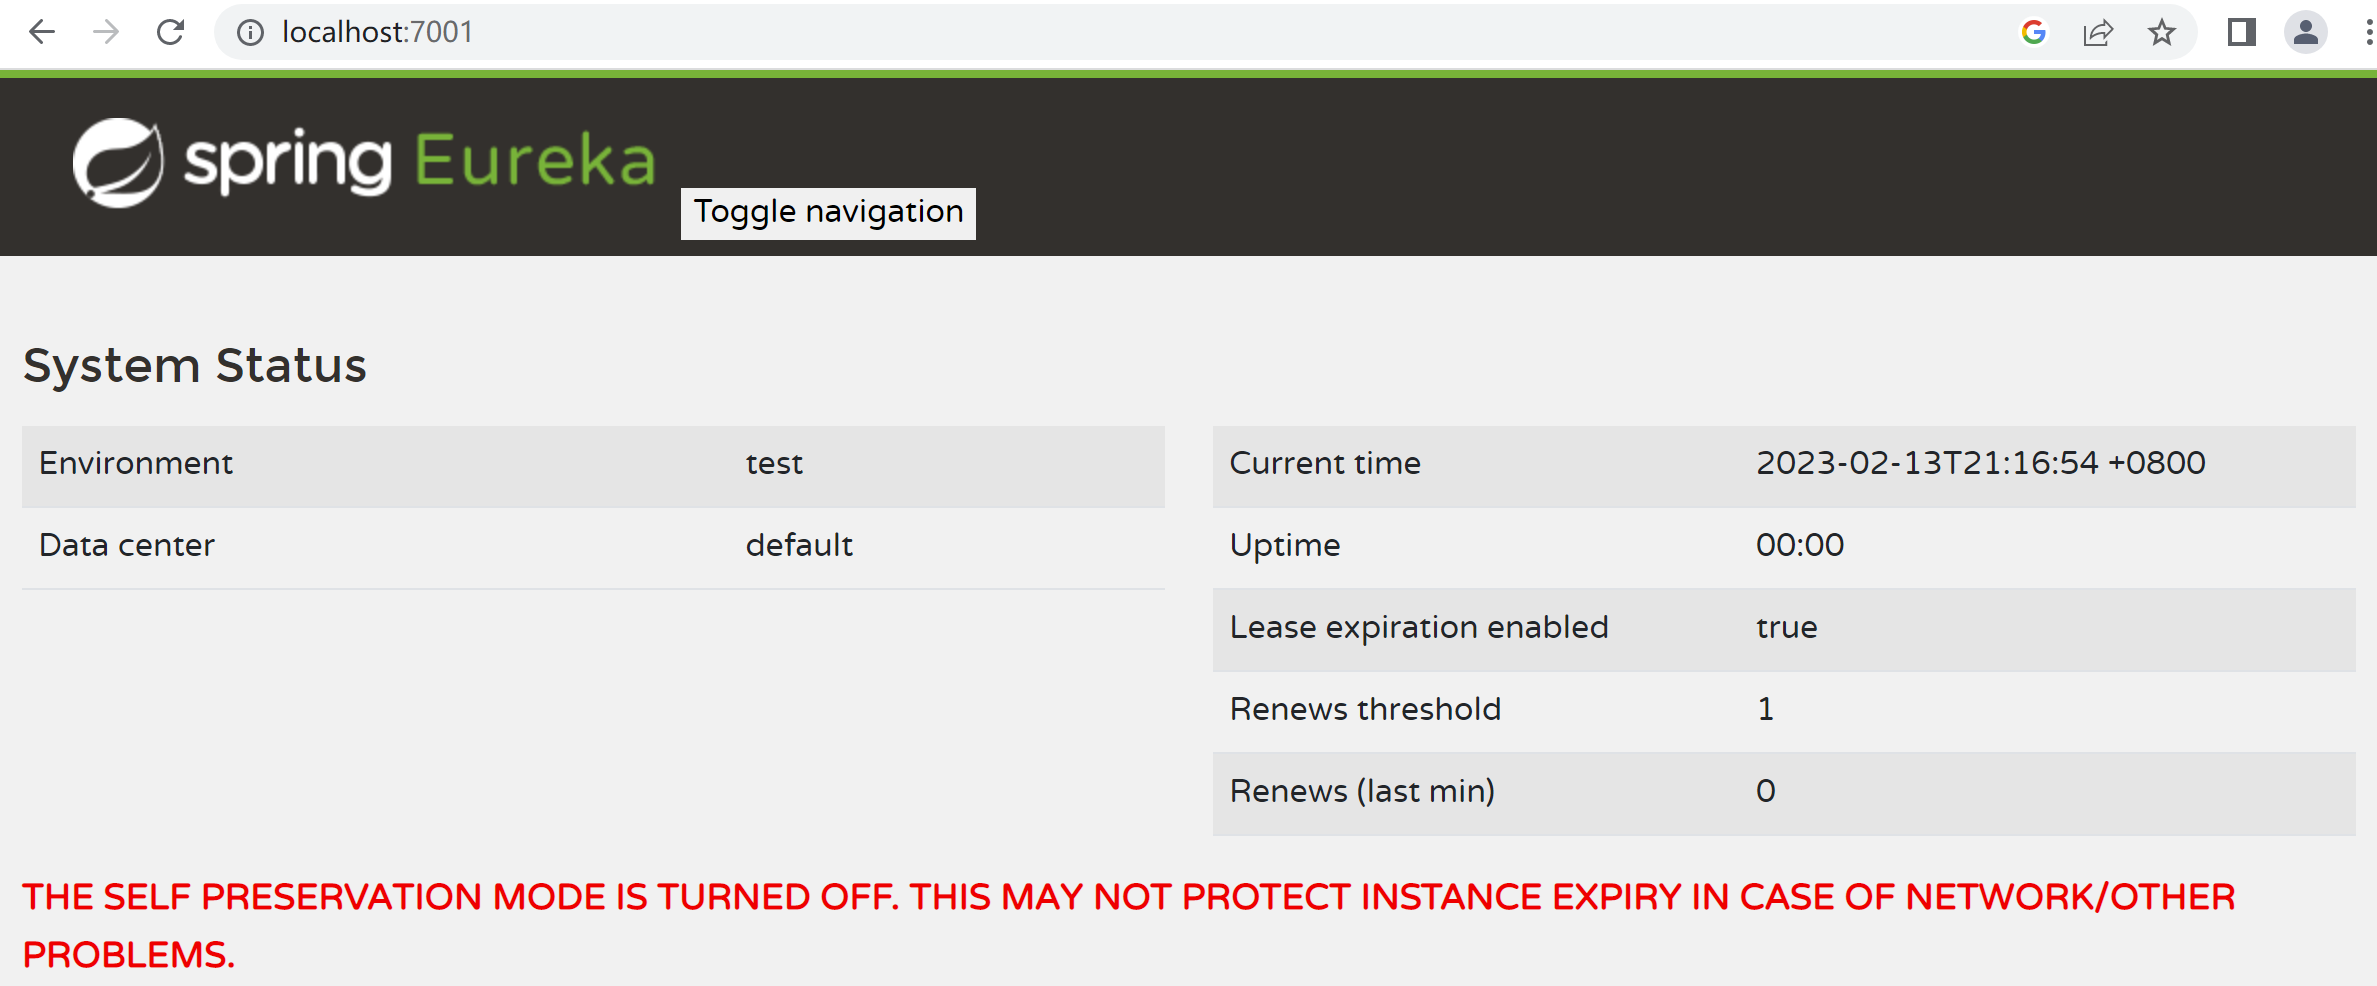 localhost:7001
spring Eureka
Toggle navigation
System Status
Environment test
Data center default
Current time 2023-02-13T21:16:54 +0800
Uptime 00:00
Lease expiration enabled true
Renews threshold 1
Renews (last min) 0
THE SELF PRESERVATION MODE IS TURNED OFF. THIS MAY NOT PROTECT INSTANCE EXPIRY IN CASE OF NETWORK/OTHER
PROBLEMS.